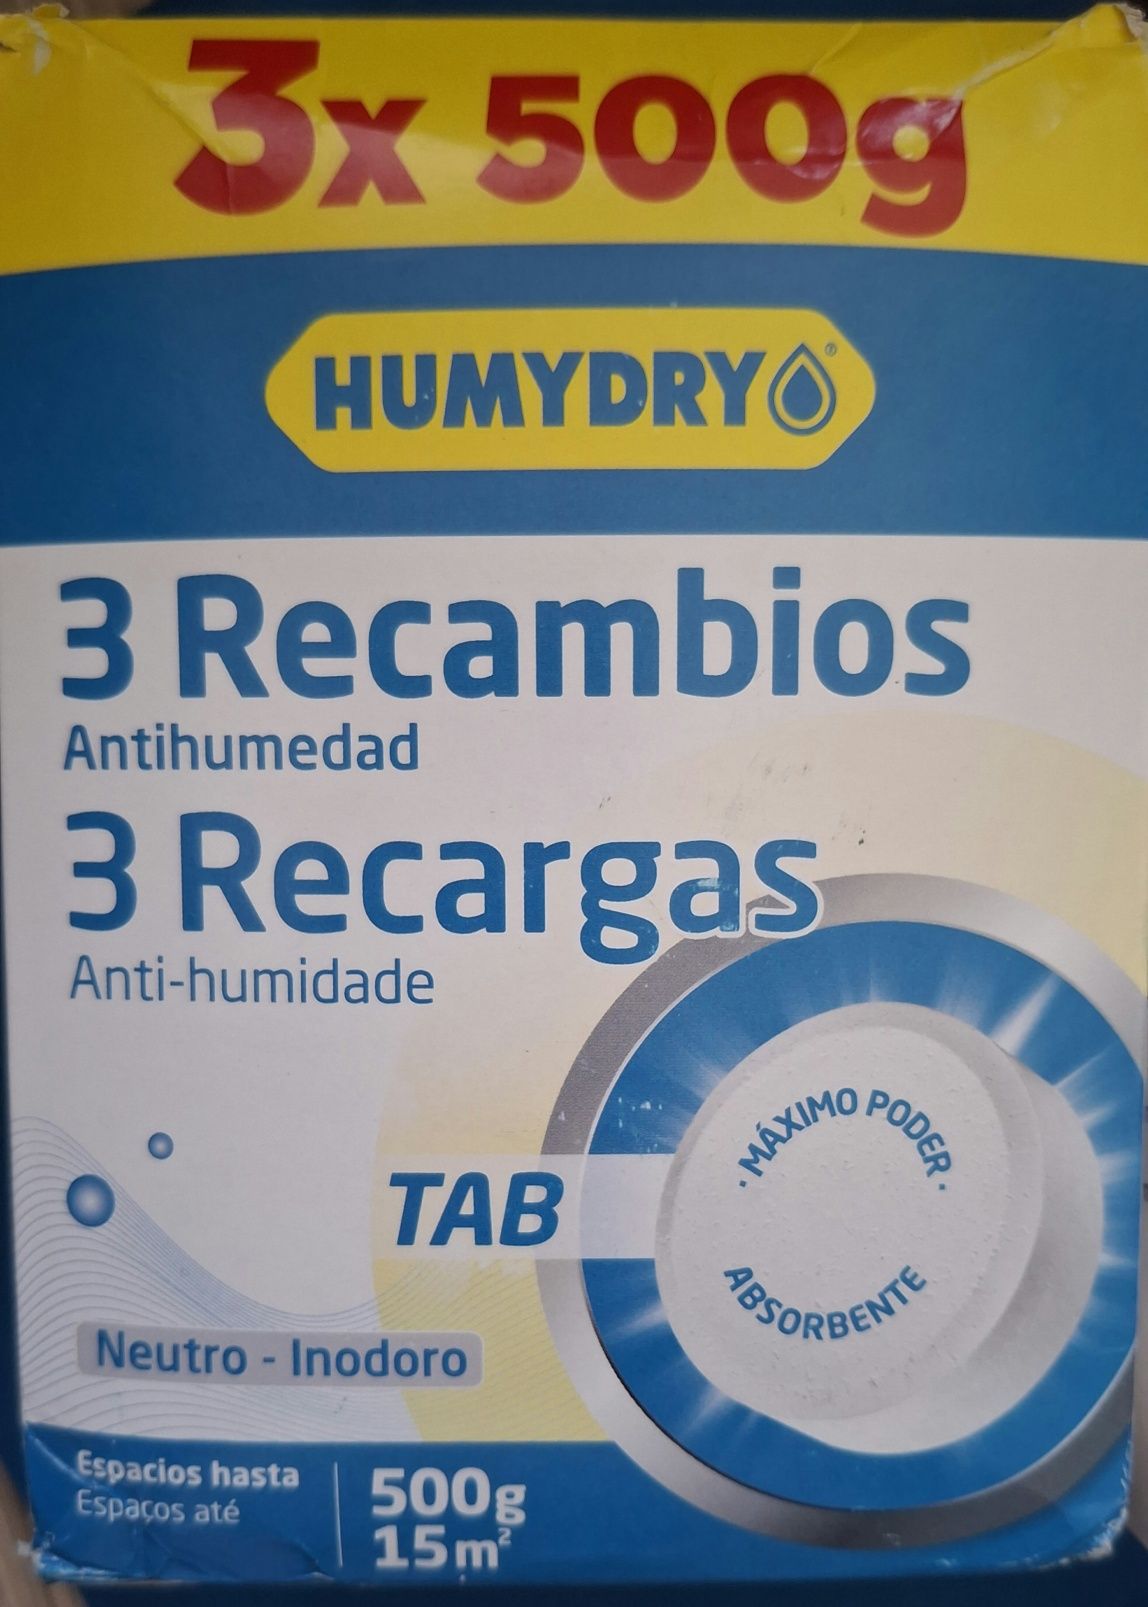 3x 500g
HUMYDRY®
3 Recambios
Antihumedad
3 Recargas
Anti-humidade
· MÁXIMO PODER ·
TAB
ABSORBENTE
Neutro - Inodoro
Espacios hasta
Espaços até
500g
15m²